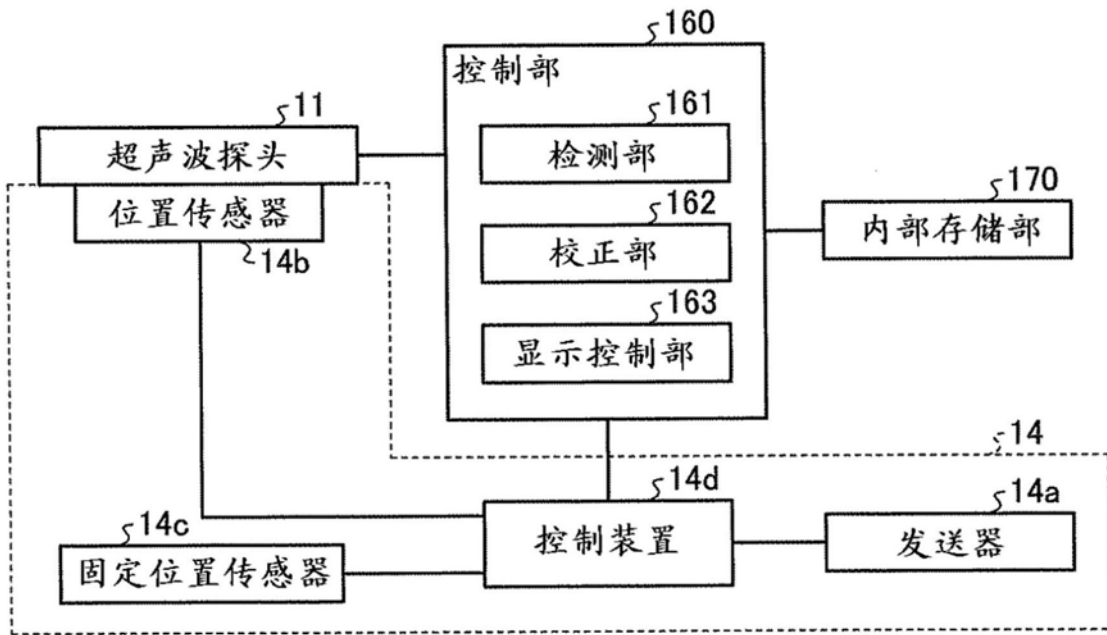 160
控制部
11
161
超声波探头
检测部
170
162
位置传感器
内部存储部
校正部
14b
163
显示控制部
14
14d
14a
14c
控制装置
发送器
固定位置传感器